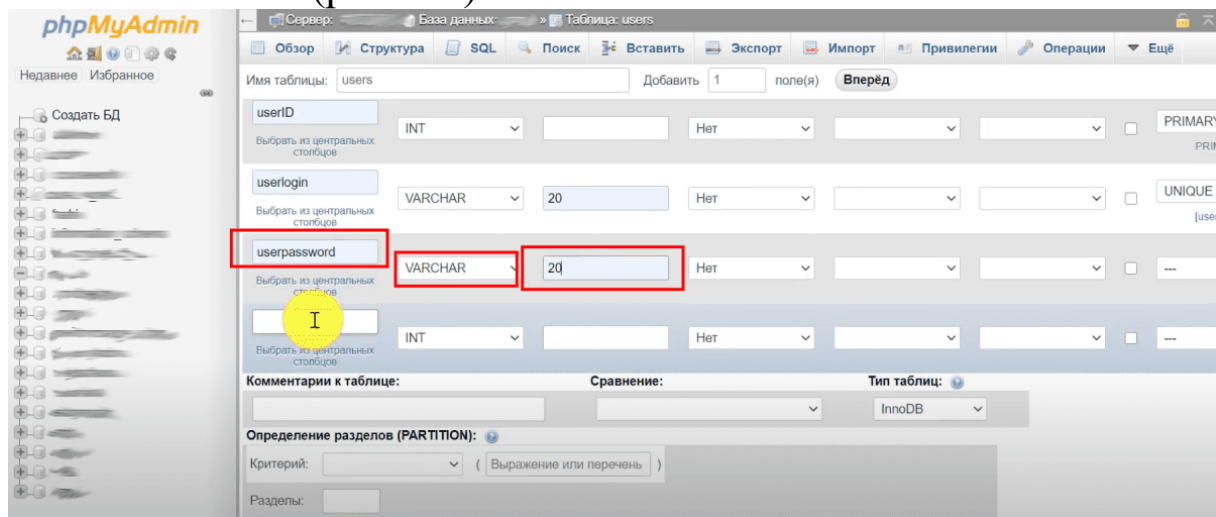 phpMyAdmin
Недавнее Избранное
Создать БД
Сервер: База данных: » Таблица: users
Обзор Структура SQL Поиск Вставить Экспорт Импорт Привилегии Операции Ещё
Имя таблицы: users Добавить 1 поле(я) Вперёд
userID INT Нет PRIMARY
Выбрать из центральных
столбцов
userlogin VARCHAR 20 Нет UNIQUE
Выбрать из центральных
столбцов
userpassword VARCHAR 20 Нет ---
Выбрать из центральных
столбцов
INT Нет ---
Выбрать из центральных
столбцов
Комментарии к таблице: Сравнение: Тип таблиц:
InnoDB
Определение разделов (PARTITION):
Критерий: ( Выражение или перечень )
Разделы: